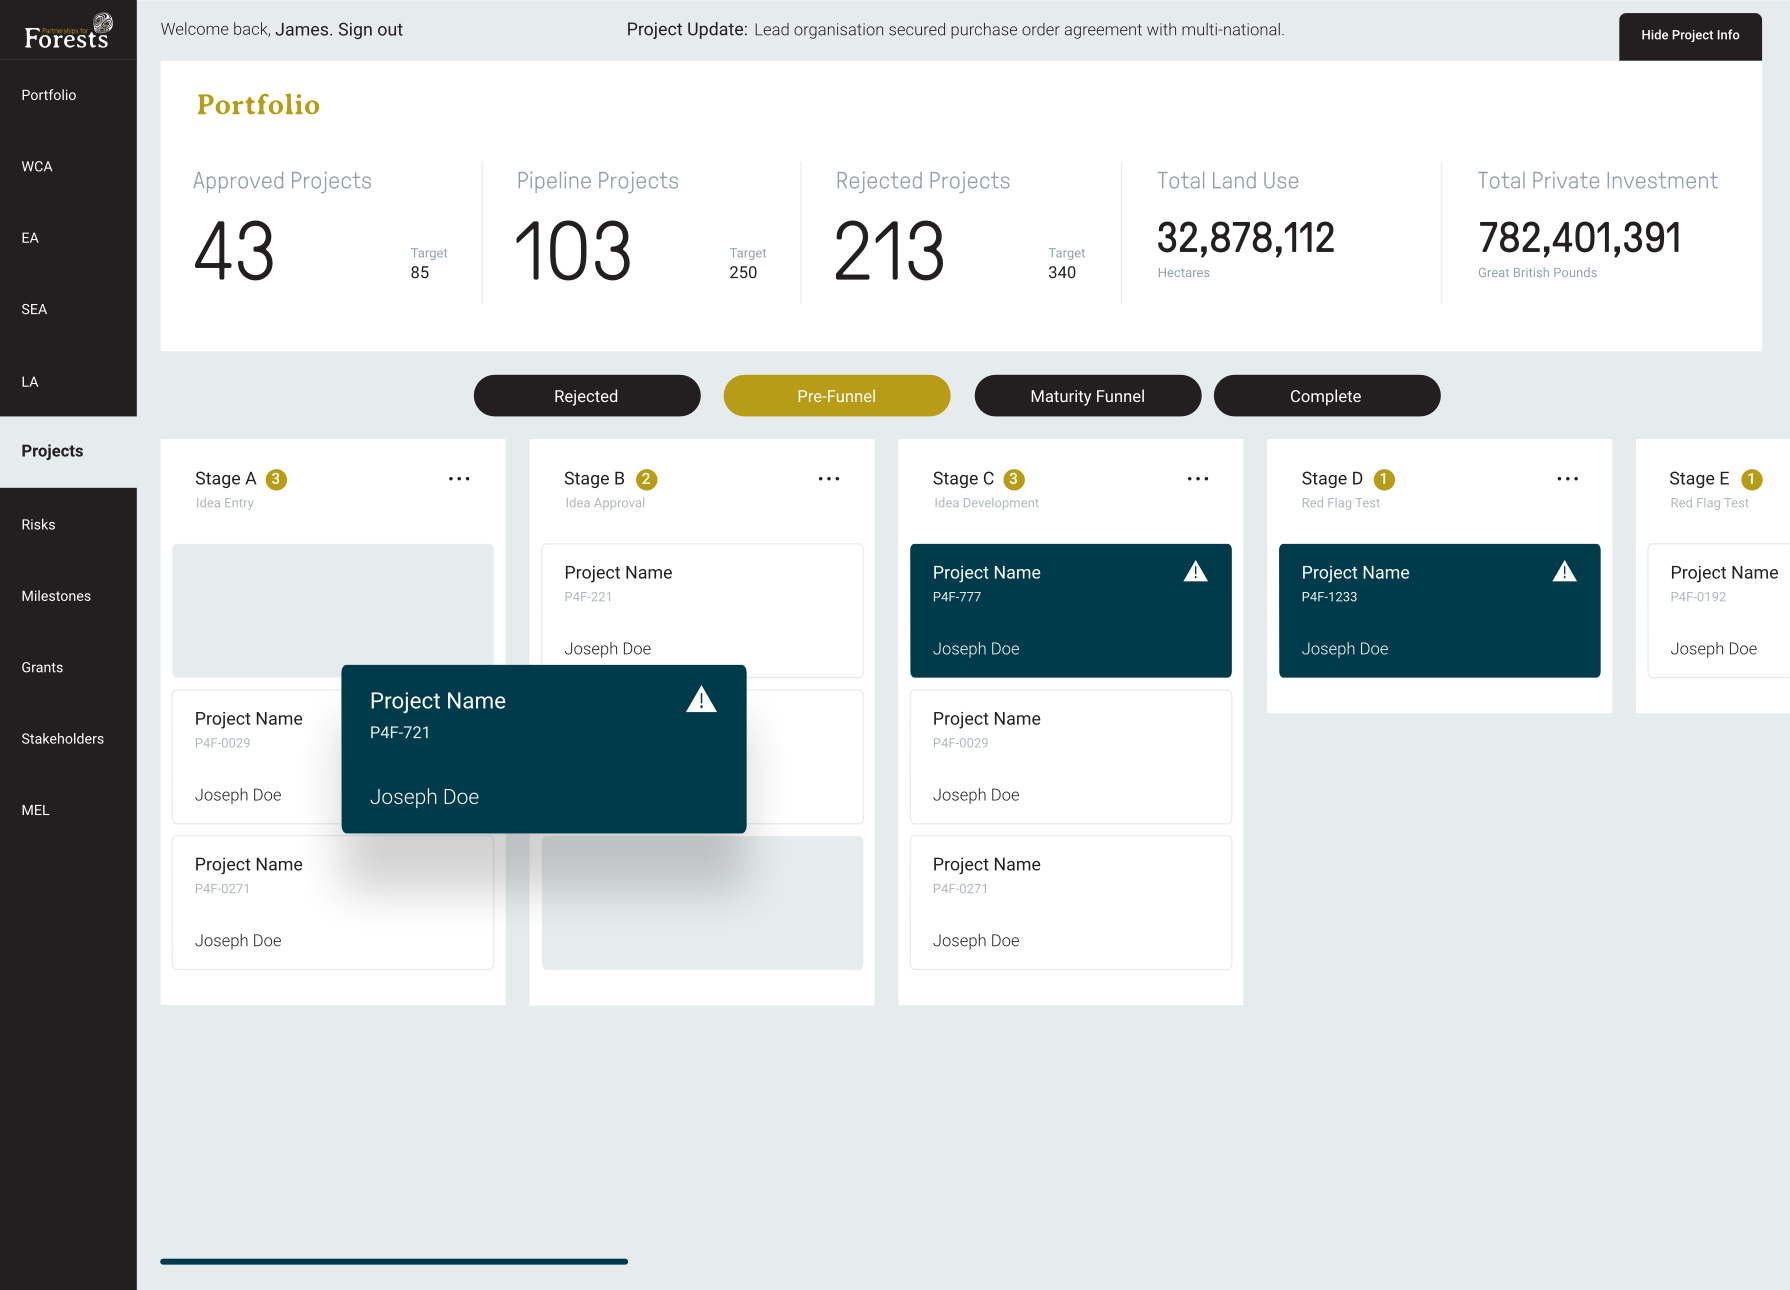 Partnerships for
Forests
Welcome back, James. Sign out
Project Update: Lead organisation secured purchase order agreement with multi-national.
Hide Project Info
Portfolio
WCA
EA
SEA
LA
Projects
Risks
Milestones
Grants
Stakeholders
MEL
Portfolio
Approved Projects
43
Target
85
Pipeline Projects
103
Target
250
Rejected Projects
213
Target
340
Total Land Use
32,878,112
Hectares
Total Private Investment
782,401,391
Great British Pounds
Rejected
Pre-Funnel
Maturity Funnel
Complete
Stage A 3
Idea Entry
Project Name
P4F-0029
Joseph Doe
Project Name
P4F-0271
Joseph Doe
Project Name
P4F-721
Joseph Doe
Stage B 2
Idea Approval
Project Name
P4F-221
Joseph Doe
Stage C 3
Idea Development
Project Name
P4F-777
Joseph Doe
Project Name
P4F-0029
Joseph Doe
Project Name
P4F-0271
Joseph Doe
Stage D 1
Red Flag Test
Project Name
P4F-1233
Joseph Doe
Stage E 1
Red Flag Test
Project Name
P4F-0192
Joseph Doe